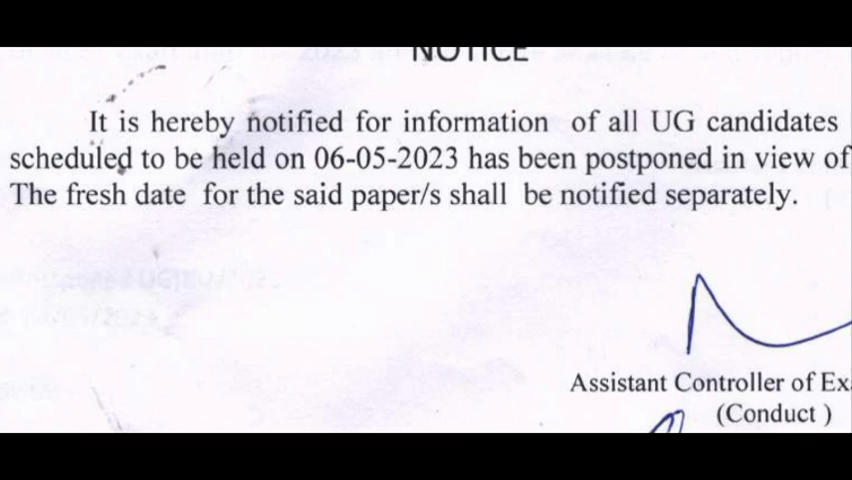 NOTICE
It is hereby notified for information of all UG candidates
scheduled to be held on 06-05-2023 has been postponed in view of
The fresh date for the said paper/s shall be notified separately.
Assistant Controller of Ex
(Conduct )